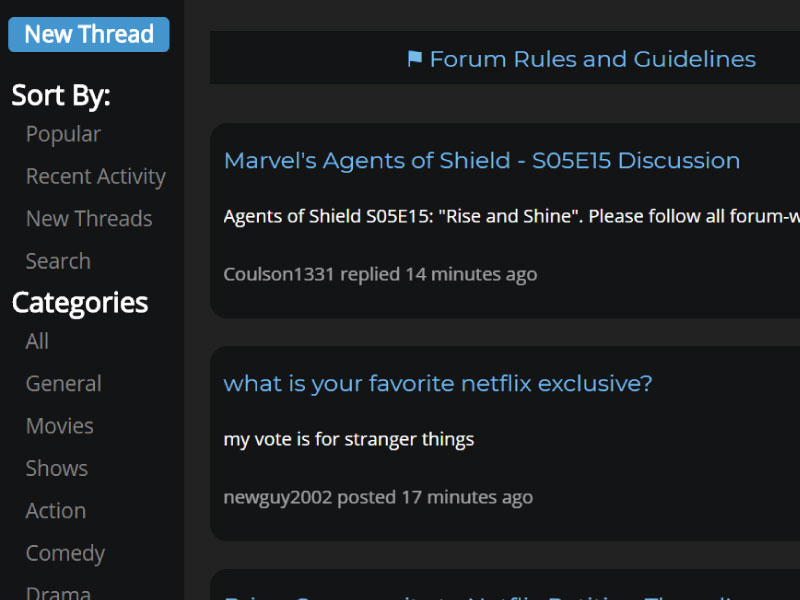 New Thread
Sort By:
Popular
Recent Activity
New Threads
Search
Categories
All
General
Movies
Shows
Action
Comedy
Drama
Forum Rules and Guidelines
Marvel's Agents of Shield - S05E15 Discussion
Agents of Shield S05E15: "Rise and Shine". Please follow all forum-w
Coulson1331 replied 14 minutes ago
what is your favorite netflix exclusive?
my vote is for stranger things
newguy2002 posted 17 minutes ago